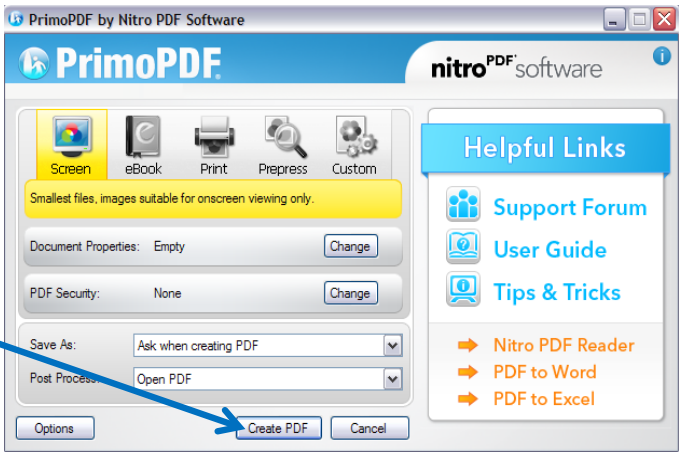 PrimoPDF by Nitro PDF Software
PrimoPDF.
nitro PDF software
Screen eBook Print Prepress Custom
Smallest files, images suitable for onscreen viewing only.
Document Properties: Empty Change
PDF Security: None Change
Save As: Ask when creating PDF
Post Process: Open PDF
Options Create PDF Cancel
Helpful Links
Support Forum
User Guide
Tips & Tricks
Nitro PDF Reader
PDF to Word
PDF to Excel